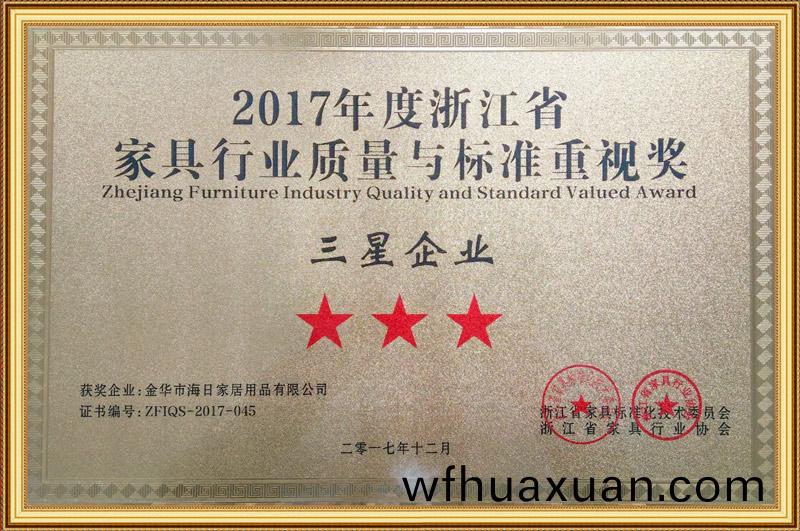 2017年度浙江省
家具行业质量与标准重视奖
Zhejiang Furniture Industry Quality and Standard Valued Award
三星企业
获奖企业:金华市海日家居用品有限公司
证书编号:ZFIQS-2017-045
浙江省家具标准化技术委员会
浙江省家具行业协会
二零一七年十二月
wfhuaxuan.com